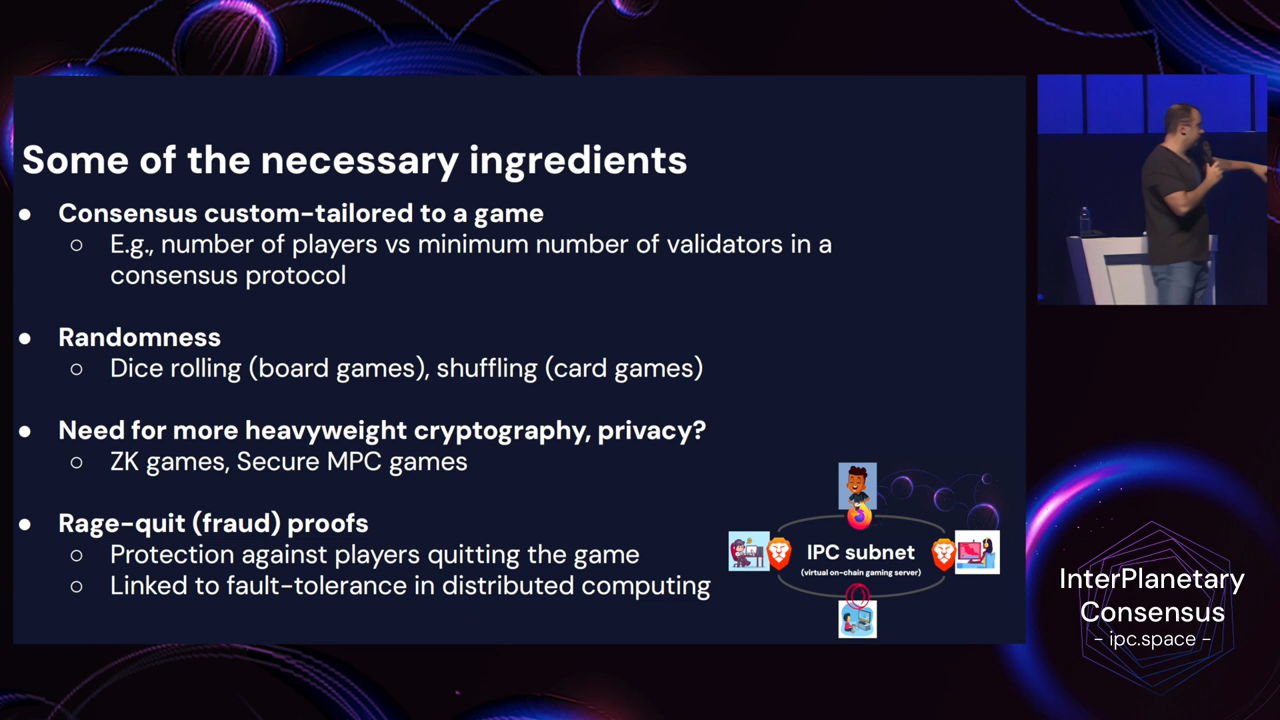 Some of the necessary ingredients
● Consensus custom-tailored to a game
○ E.g., number of players vs minimum number of validators in a
consensus protocol
● Randomness
○ Dice rolling (board games), shuffling (card games)
● Need for more heavyweight cryptography, privacy?
○ ZK games, Secure MPC games
● Rage-quit (fraud) proofs
○ Protection against players quitting the game
○ Linked to fault-tolerance in distributed computing
IPC subnet
(virtual on-chain gaming server)
InterPlanetary
Consensus
- ipc.space -